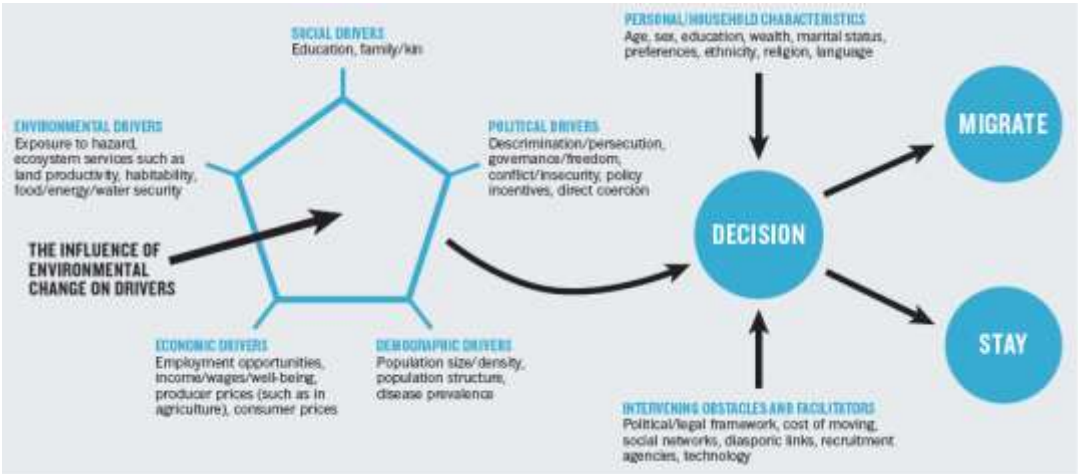 SOCIAL DRIVERS
Education, family/kin
ENVIRONMENTAL DRIVERS
Exposure to hazard,
ecosystem services such as
land productivity, habitability,
food/energy/water security
POLITICAL DRIVERS
Descrimination/persecution,
governance/freedom,
conflict/insecurity, policy
incentives, direct coercion
THE INFLUENCE OF
ENVIRONMENTAL
CHANGE ON DRIVERS
ECONOMIC DRIVERS
Employment opportunities,
income/wages/well-being,
producer prices (such as in
agriculture), consumer prices
DEMOGRAPHIC DRIVERS
Population size/density,
population structure,
disease prevalence
PERSONAL/HOUSEHOLD CHARACTERISTICS
Age, sex, education, wealth, marital status,
preferences, ethnicity, religion, language
DECISION
MIGRATE
STAY
INTERVENING OBSTACLES AND FACILITATORS
Political/legal framework, cost of moving,
social networks, diasporic links, recruitment
agencies, technology